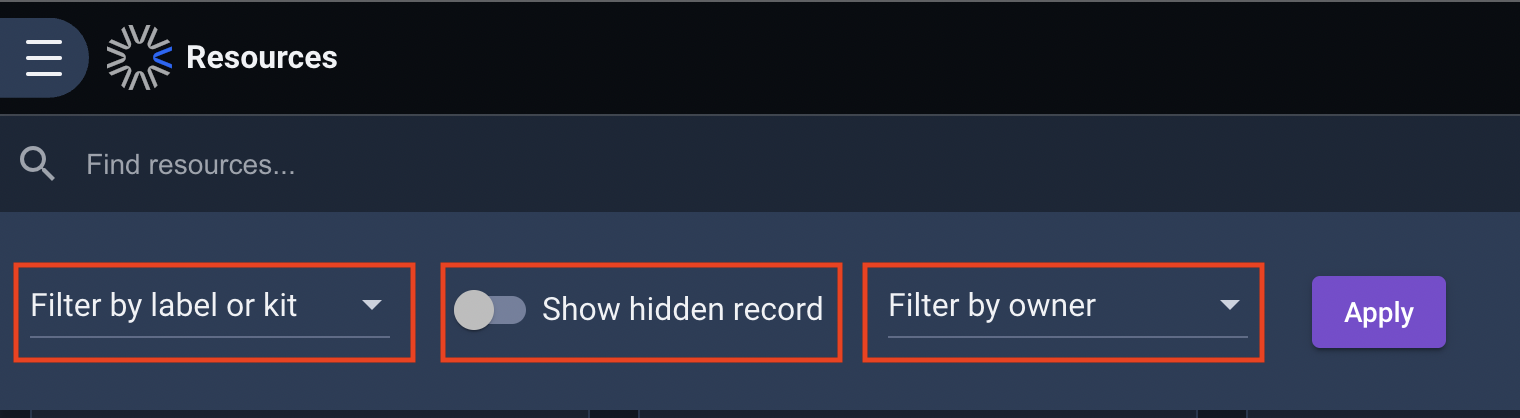 Resources
Find resources...
Filter by label or kit
Show hidden record
Filter by owner
Apply